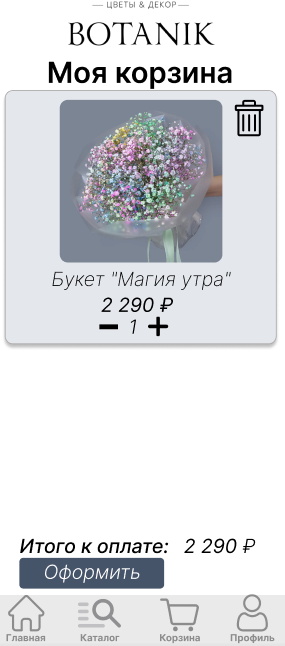 — ЦВЕТЫ & ДЕКОР —
BOTANIK
Моя корзина
Букет "Магия утра"
2 290 ₽
1
Итого к оплате: 2 290 ₽
Оформить
Главная Каталог Корзина Профиль